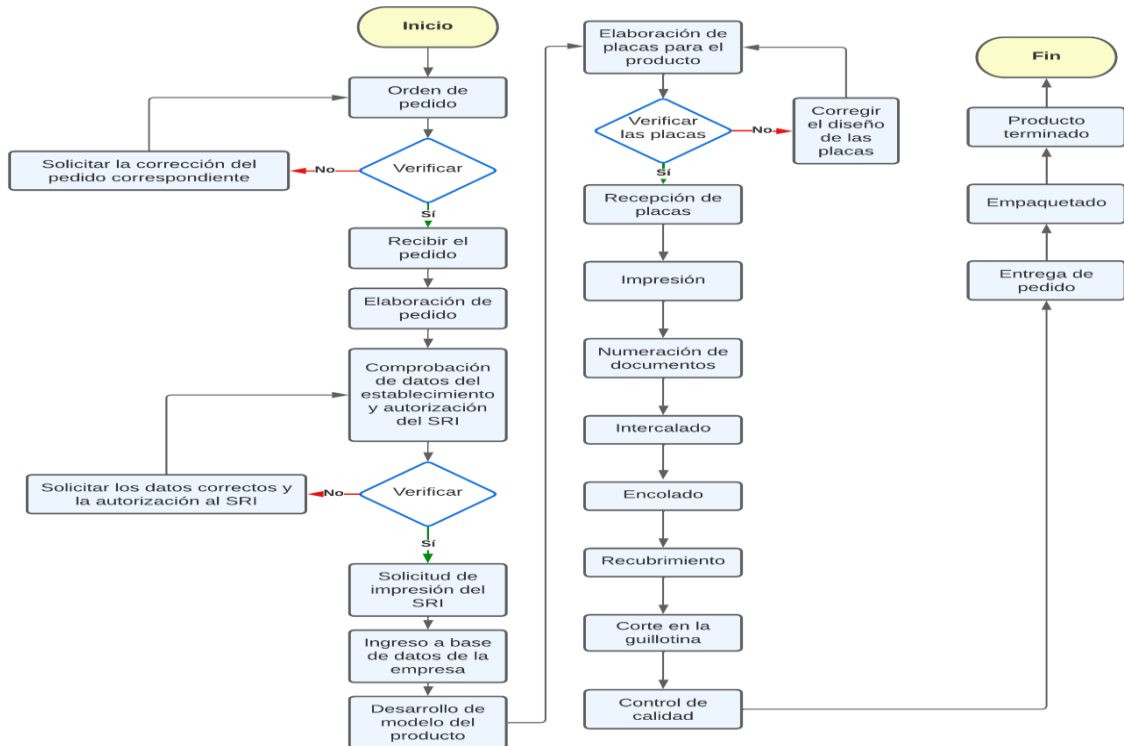 Inicio
Orden de
pedido
Verificar
No
Solicitar la corrección del
pedido correspondiente
Sí
Recibir el
pedido
Elaboración de
pedido
Comprobación
de datos del
establecimiento
y autorización
del SRI
Verificar
No
Solicitar los datos correctos y
la autorización al SRI
Sí
Solicitud de
impresión del
SRI
Ingreso a base
de datos de la
empresa
Desarrollo de
modelo del
producto
Elaboración de
placas para el
producto
Verificar
las placas
No
Corregir
el diseño
de las
placas
Sí
Recepción de
placas
Impresión
Numeración de
documentos
Intercalado
Encolado
Recubrimiento
Corte en la
guillotina
Control de
calidad
Fin
Producto
terminado
Empaquetado
Entrega de
pedido